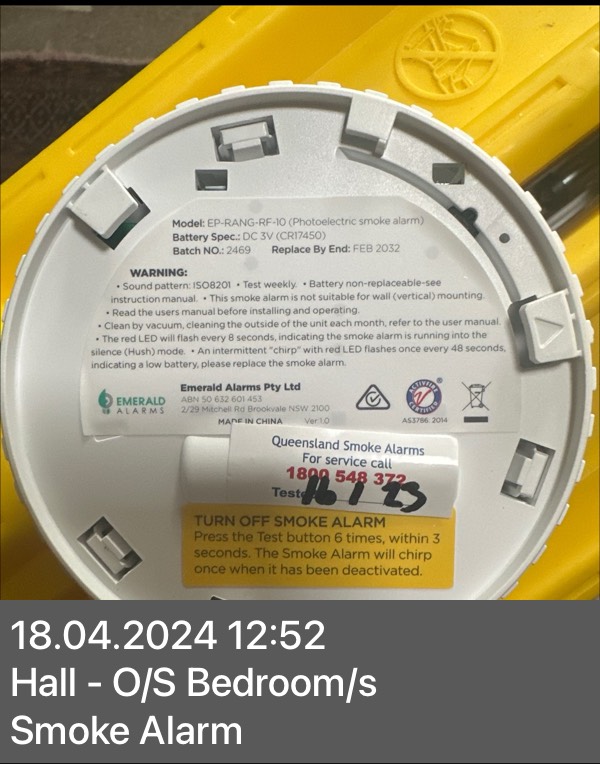 Model: EP-RANG-RF-10 (Photoelectric smoke alarm)
Battery Spec.: DC 3V (CR17450)
Batch NO.: 2469 Replace By End: FEB 2032
WARNING:
• Sound pattern: ISO8201 • Test weekly. • Battery non-replaceable-see
instruction manual. • This smoke alarm is not suitable for wall (vertical) mounting.
• Read the users manual before installing and operating.
• Clean by vacuum, cleaning the outside of the unit each month, refer to the user manual.
• The red LED will flash every 8 seconds, indicating the smoke alarm is running into the
silence (Hush) mode. • An intermittent "chirp" with red LED flashes once every 48 seconds,
indicating a low battery, please replace the smoke alarm.
EMERALD
ALARMS
Emerald Alarms Pty Ltd
ABN 50 632 601 453
2/29 Mitchell Rd Brookvale NSW 2100
MADE IN CHINA Ver:1.0
ACTIVFIRE
CERTIFIED
AS3786: 2014
Queensland Smoke Alarms
For service call
1800 548 372
Test 16 / 1 / 23
TURN OFF SMOKE ALARM
Press the Test button 6 times, within 3
seconds. The Smoke Alarm will chirp
once when it has been deactivated.
18.04.2024 12:52
Hall - O/S Bedroom/s
Smoke Alarm